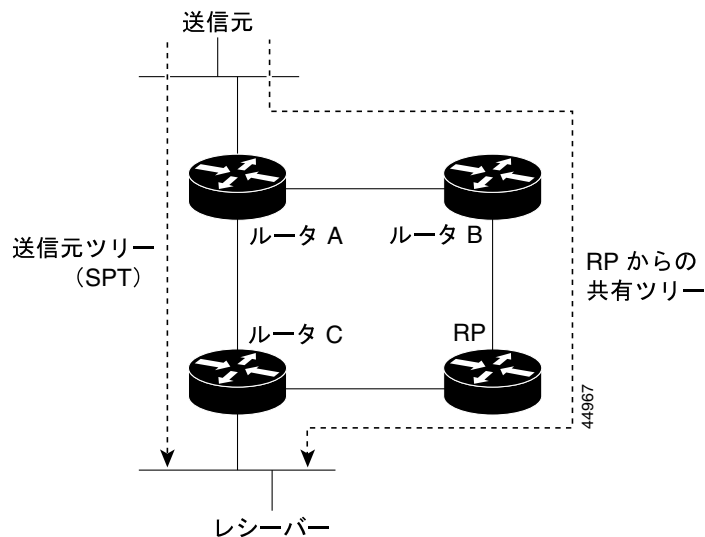 送信元
ルータ A
ルータ B
送信元ツリー
（SPT）
RP からの
共有ツリー
ルータ C
RP
44967
レシーバー